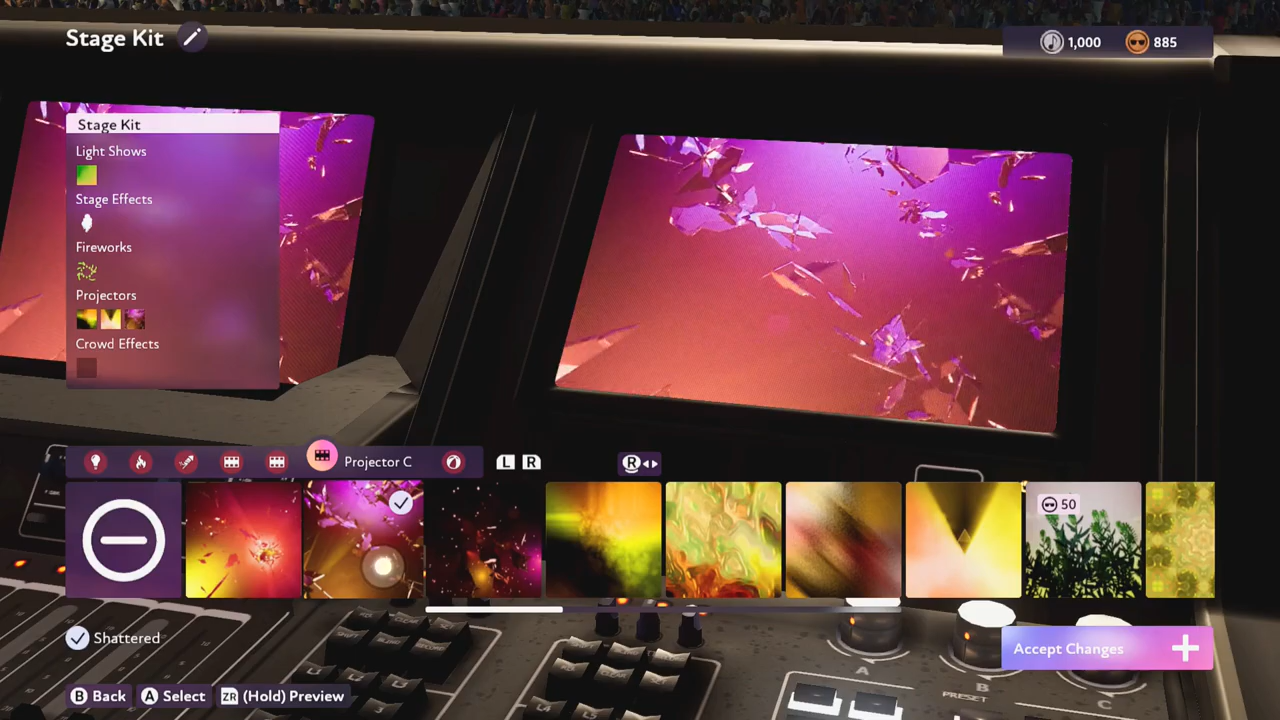 Stage Kit
1,000
885
Stage Kit
Light Shows
Stage Effects
Fireworks
Projectors
Crowd Effects
Projector C
L R
R
50
Shattered
Accept Changes
B Back
A Select
ZR (Hold) Preview
A
B
PRESET
C